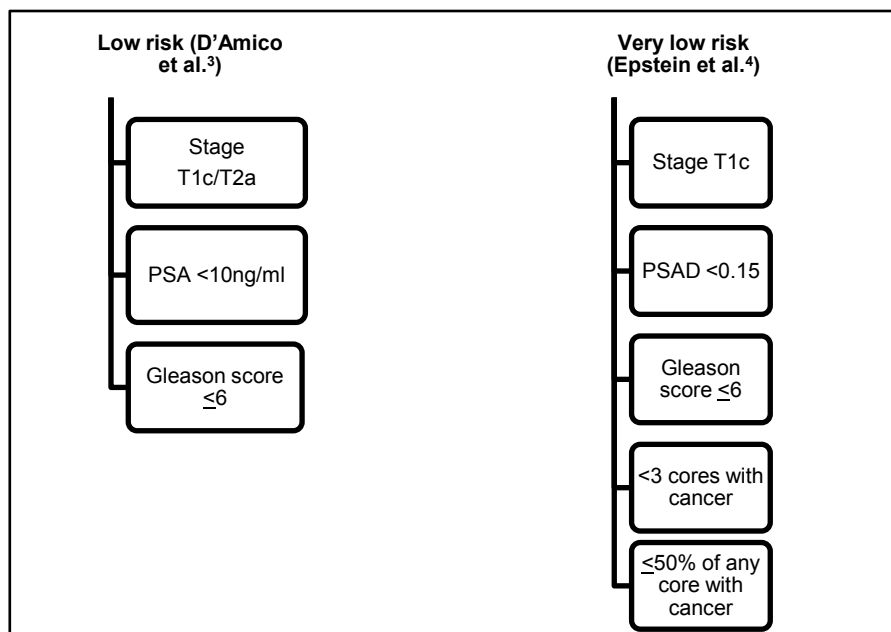 Low risk (D’Amico
et al.³)
Stage
T1c/T2a
PSA <10ng/ml
Gleason score
≤6
Very low risk
(Epstein et al.⁴)
Stage T1c
PSAD <0.15
Gleason
score ≤6
<3 cores with
cancer
≤50% of any
core with
cancer